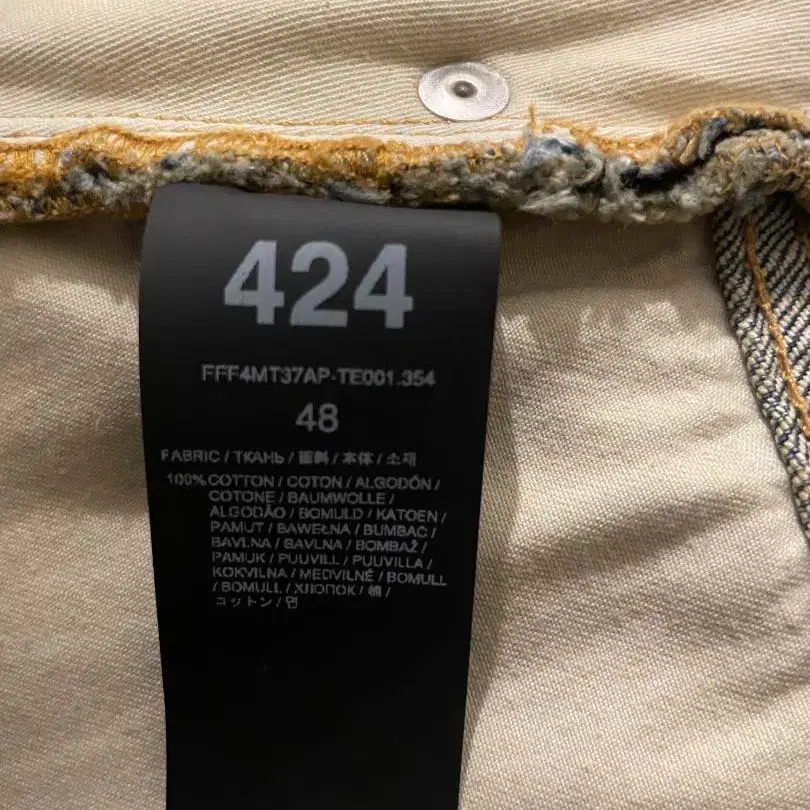 424
FFF4MT37AP-TE001.354
48
FABRIC / ТКАНЬ / 面料 / 本体 / 소재
100% COTTON / COTON / ALGODÓN /
COTONE / BAUMWOLLE /
ALGODÃO / BOMULD / KATOEN /
PAMUT / BAWEŁNA / BUMBAC /
BAVLNA / BAVLNA / BOMBAŽ /
PAMUK / PUUVILL / PUUVILLA /
KOKVILNA / MEDVILNĖ / BOMULL
/ BOMULL / ХЛОПОК / 棉 /
コットン / 면